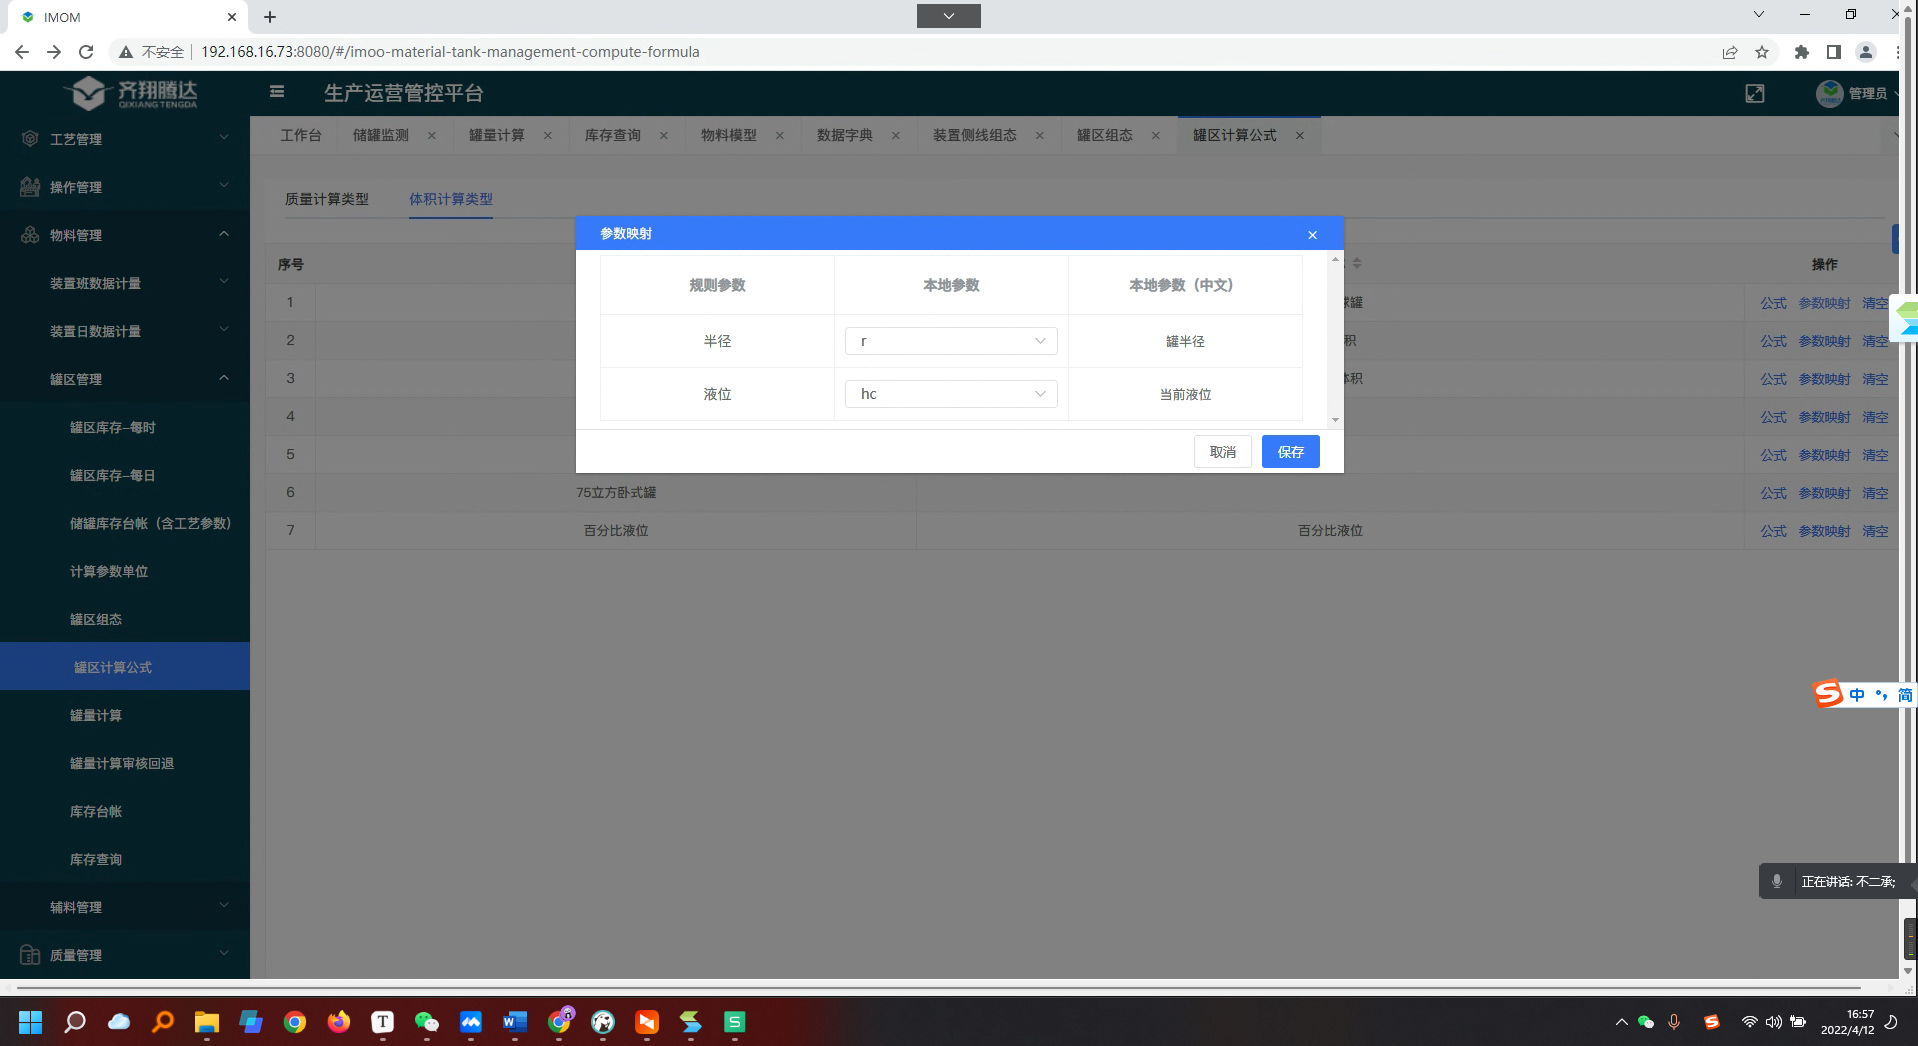 IMOM
不安全 192.168.16.73:8080/#/imoo-material-tank-management-compute-formula
齐翔腾达
QIXIANG TENGDA
生产运营管控平台
管理员
工作台 储罐监测 罐量计算 库存查询 物料模型 数据字典 装置侧线组态 罐区组态 罐区计算公式
工艺管理
操作管理
物料管理
装置班数据计量
装置日数据计量
罐区管理
罐区库存--每时
罐区库存--每日
储罐库存台帐（含工艺参数）
计算参数单位
罐区组态
罐区计算公式
罐量计算
罐量计算审核回退
库存台帐
库存查询
辅料管理
质量管理
质量计算类型 体积计算类型
序号 操作
1 球罐 公式 参数映射 清空
2 积 公式 参数映射 清空
3 体积 公式 参数映射 清空
4 公式 参数映射 清空
5 公式 参数映射 清空
6 75立方卧式罐 公式 参数映射 清空
7 百分比液位 百分比液位 公式 参数映射 清空
参数映射
规则参数 本地参数 本地参数（中文）
半径 r 罐半径
液位 hc 当前液位
取消 保存
中 简
正在讲话: 不二承;
16:57
2022/4/12